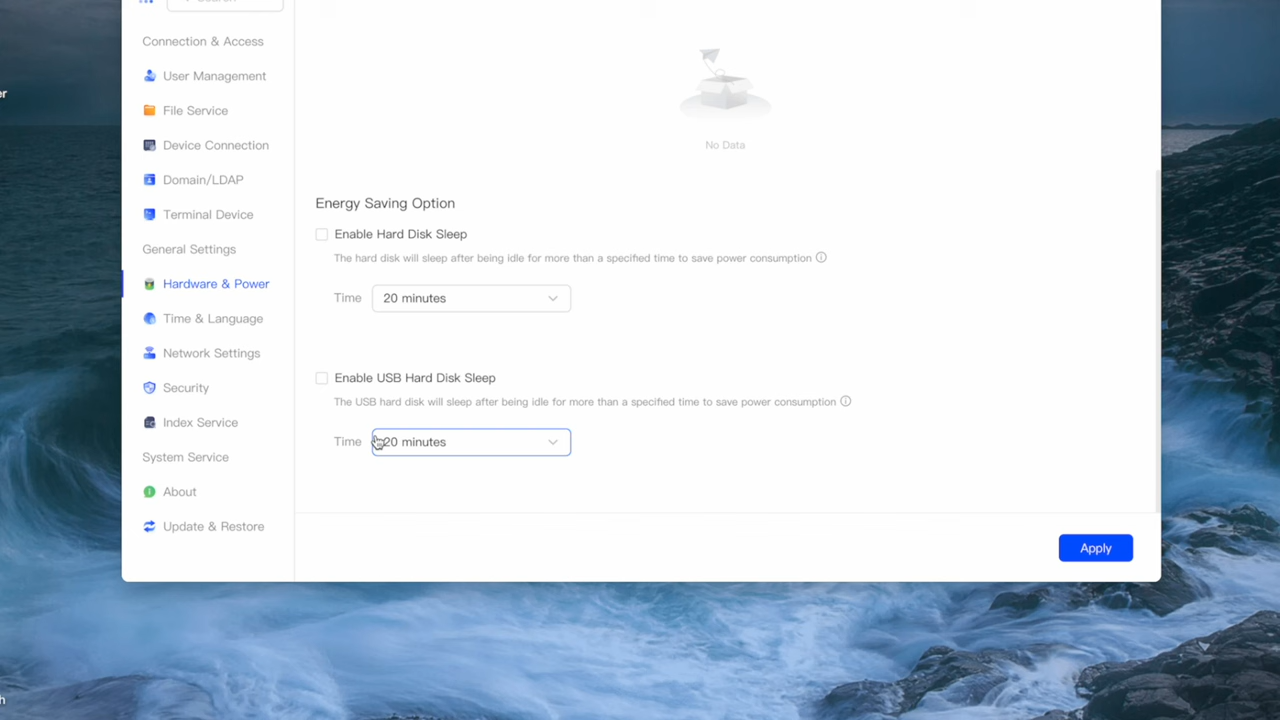 Connection & Access
User Management
File Service
Device Connection
Domain/LDAP
Terminal Device
General Settings
Hardware & Power
Time & Language
Network Settings
Security
Index Service
System Service
About
Update & Restore
No Data
Energy Saving Option
Enable Hard Disk Sleep
The hard disk will sleep after being idle for more than a specified time to save power consumption
Time 20 minutes
Enable USB Hard Disk Sleep
The USB hard disk will sleep after being idle for more than a specified time to save power consumption
Time 20 minutes
Apply